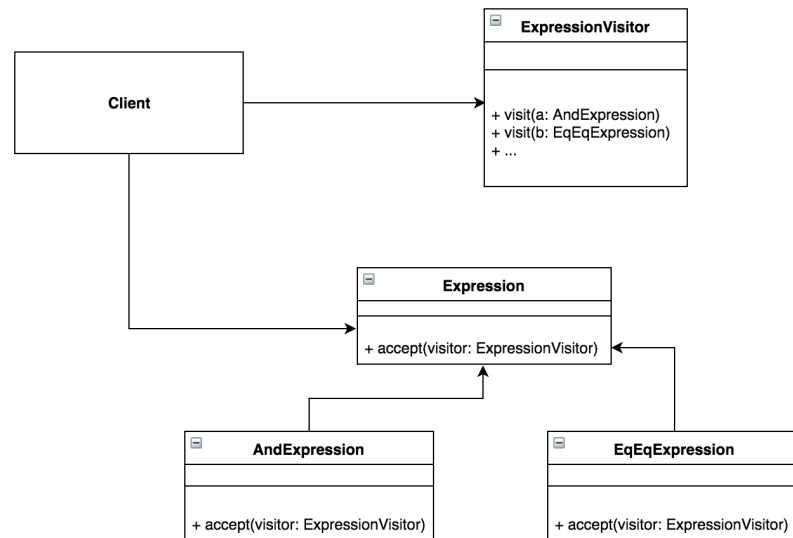 ExpressionVisitor
Client
+ visit(a: AndExpression)
+ visit(b: EqEqExpression)
+ ...
Expression
+ accept(visitor: ExpressionVisitor)
AndExpression
EqEqExpression
+ accept(visitor: ExpressionVisitor)
+ accept(visitor: ExpressionVisitor)